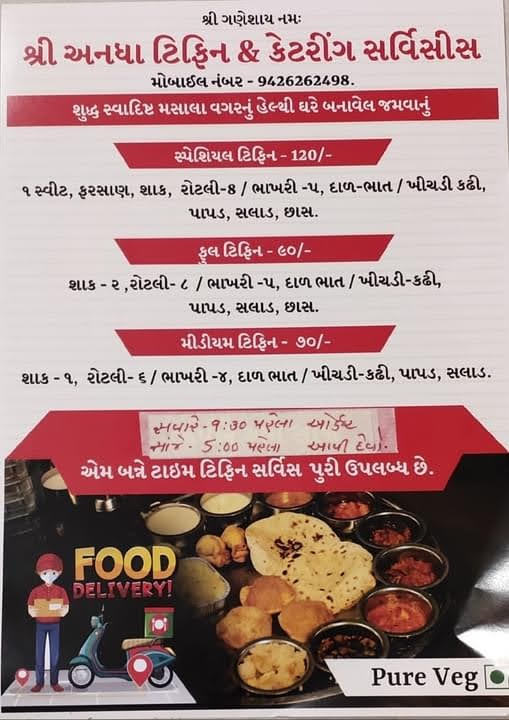 શ્રી ગણેશાય નમઃ
શ્રી અનધા ટિફિન & કેટરીંગ સર્વિસીસ
મોબાઈલ નંબર - 9426262498.
શુદ્ધ સ્વાદિષ્ટ મસાલા વગરનું હેલ્થી ઘરે બનાવેલ જમવાનું
સ્પેશિયલ ટિફિન - 120/-
૧ સ્વીટ, ફરસાણ, શાક, રોટલી-8 / ભાખરી -૫, દાળ-ભાત / ખીચડી કઢી,
પાપડ, સલાડ, છાસ.
ફુલ ટિફિન - ૯૦/-
શાક - ૨ ,રોટલી- ૮ / ભાખરી -૫, દાળ ભાત / ખીચડી-કઢી,
પાપડ, સલાડ, છાસ.
મીડીયમ ટિફિન - ૭૦/-
શાક - ૧, રોટલી- ૬ / ભાખરી -૪, દાળ ભાત / ખીચડી-કઢી, પાપડ, સલાડ.
સવારે - 9:30 પહેલા ઓર્ડર
સાંજે - 5:00 પહેલા આપી દેવો.
એમ બન્ને ટાઇમ ટિફિન સર્વિસ પુરી ઉપલબ્ધ છે.
FOOD
DELIVERY!
Pure Veg